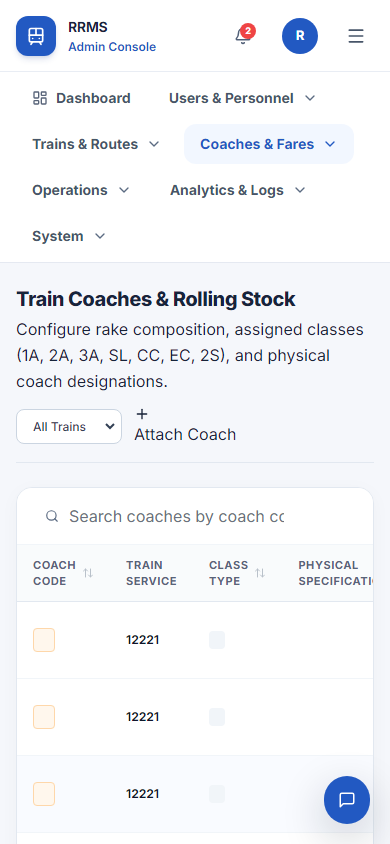 RRMS
Admin Console
2
R
Dashboard
Users & Personnel
Trains & Routes
Coaches & Fares
Operations
Analytics & Logs
System
Train Coaches & Rolling Stock
Configure rake composition, assigned classes
(1A, 2A, 3A, SL, CC, EC, 2S), and physical
coach designations.
All Trains
+
Attach Coach
Search coaches by coach cc
COACH CODE
TRAIN SERVICE
CLASS TYPE
PHYSICAL SPECIFICATI
12221
12221
12221